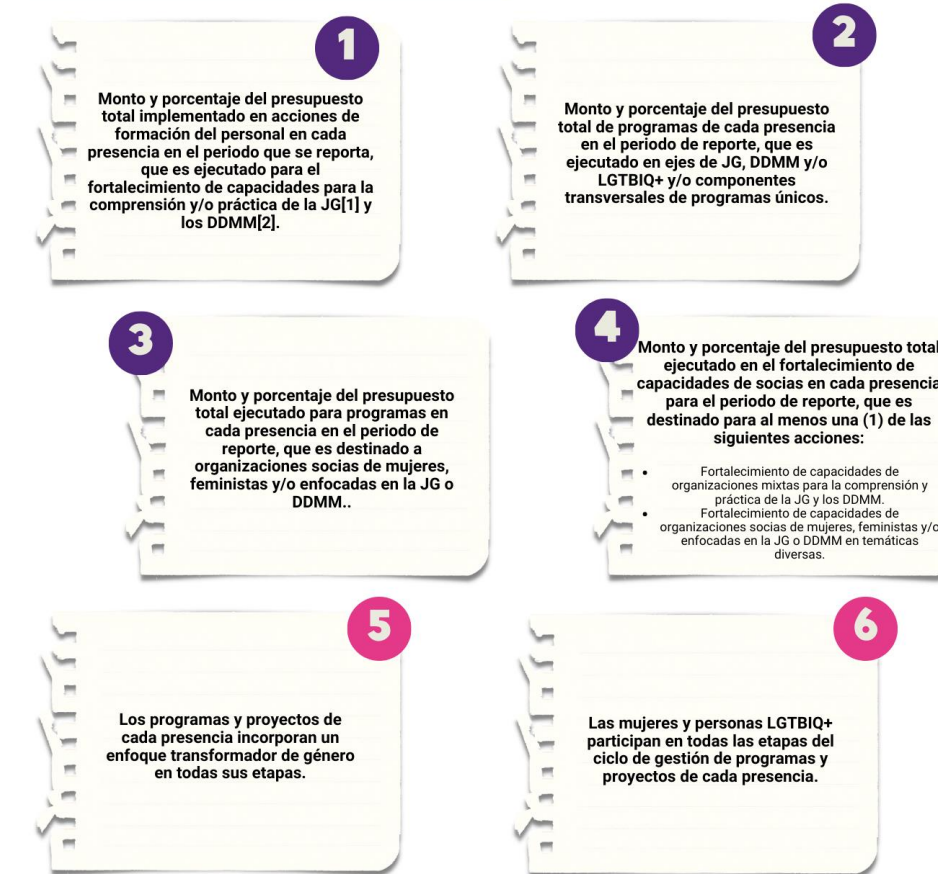 1
Monto y porcentaje del presupuesto
total implementado en acciones de
formación del personal en cada
presencia en el periodo que se reporta,
que es ejecutado para el
fortalecimiento de capacidades para la
comprensión y/o práctica de la JG[1] y
los DDMM[2].
2
Monto y porcentaje del presupuesto
total de programas de cada presencia
en el periodo de reporte, que es
ejecutado en ejes de JG, DDMM y/o
LGTBIQ+ y/o componentes
transversales de programas únicos.
3
Monto y porcentaje del presupuesto
total ejecutado para programas en
cada presencia en el periodo de
reporte, que es destinado a
organizaciones socias de mujeres,
feministas y/o enfocadas en la JG o
DDMM..
4
Monto y porcentaje del presupuesto total
ejecutado en el fortalecimiento de
capacidades de socias en cada presencia
para el periodo de reporte, que es
destinado para al menos una (1) de las
siguientes acciones:
• Fortalecimiento de capacidades de
organizaciones mixtas para la comprensión y
práctica de la JG y los DDMM.
• Fortalecimiento de capacidades de
organizaciones socias de mujeres, feministas y/o
enfocadas en la JG o DDMM en temáticas
diversas.
5
Los programas y proyectos de
cada presencia incorporan un
enfoque transformador de género
en todas sus etapas.
6
Las mujeres y personas LGTBIQ+
participan en todas las etapas del
ciclo de gestión de programas y
proyectos de cada presencia.